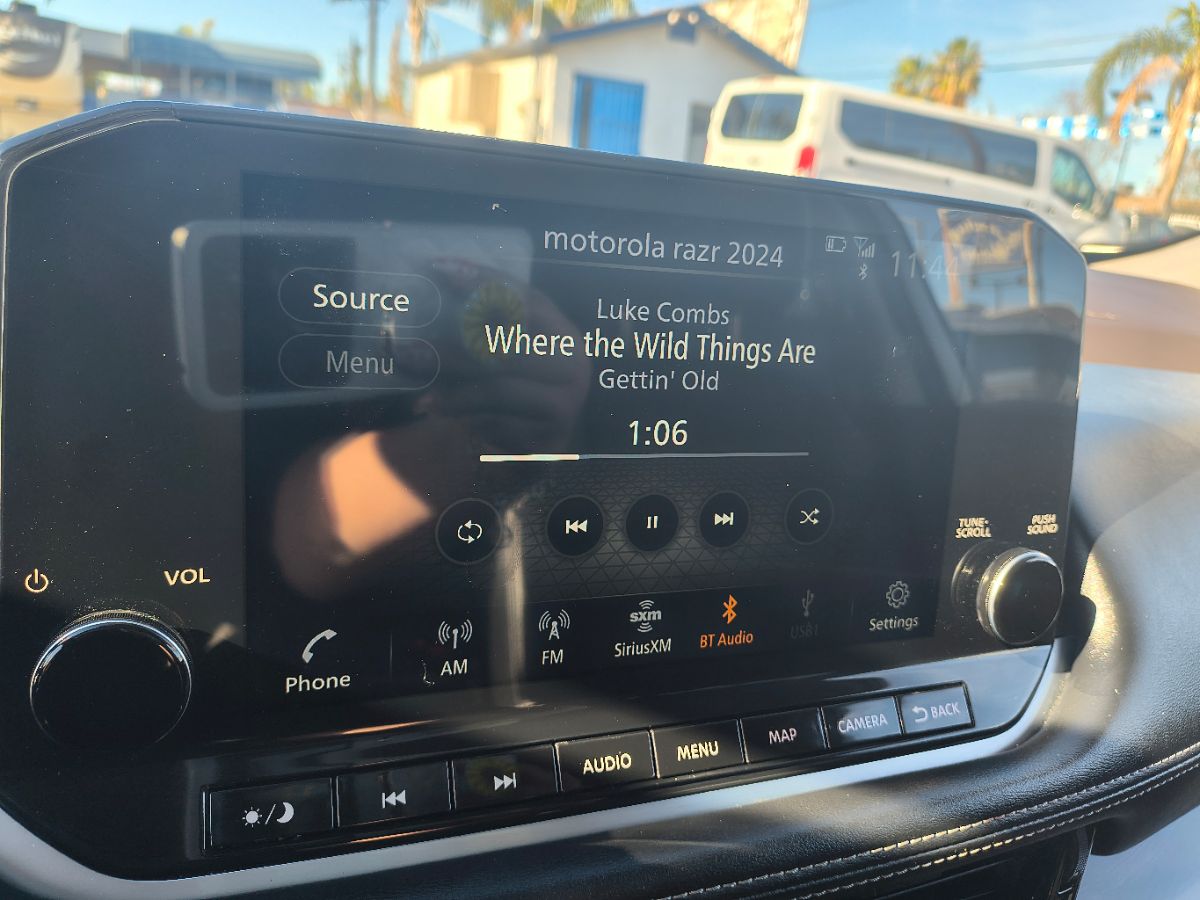 motorola razr 2024
11:44
Source
Luke Combs
Where the Wild Things Are
Menu
Gettin' Old
1:06
TUNE·
SCROLL
PUSH
SOUND
VOL
Phone
AM
FM
sxm
SiriusXM
BT Audio
USB1
Settings
AUDIO
MENU
MAP
CAMERA
BACK